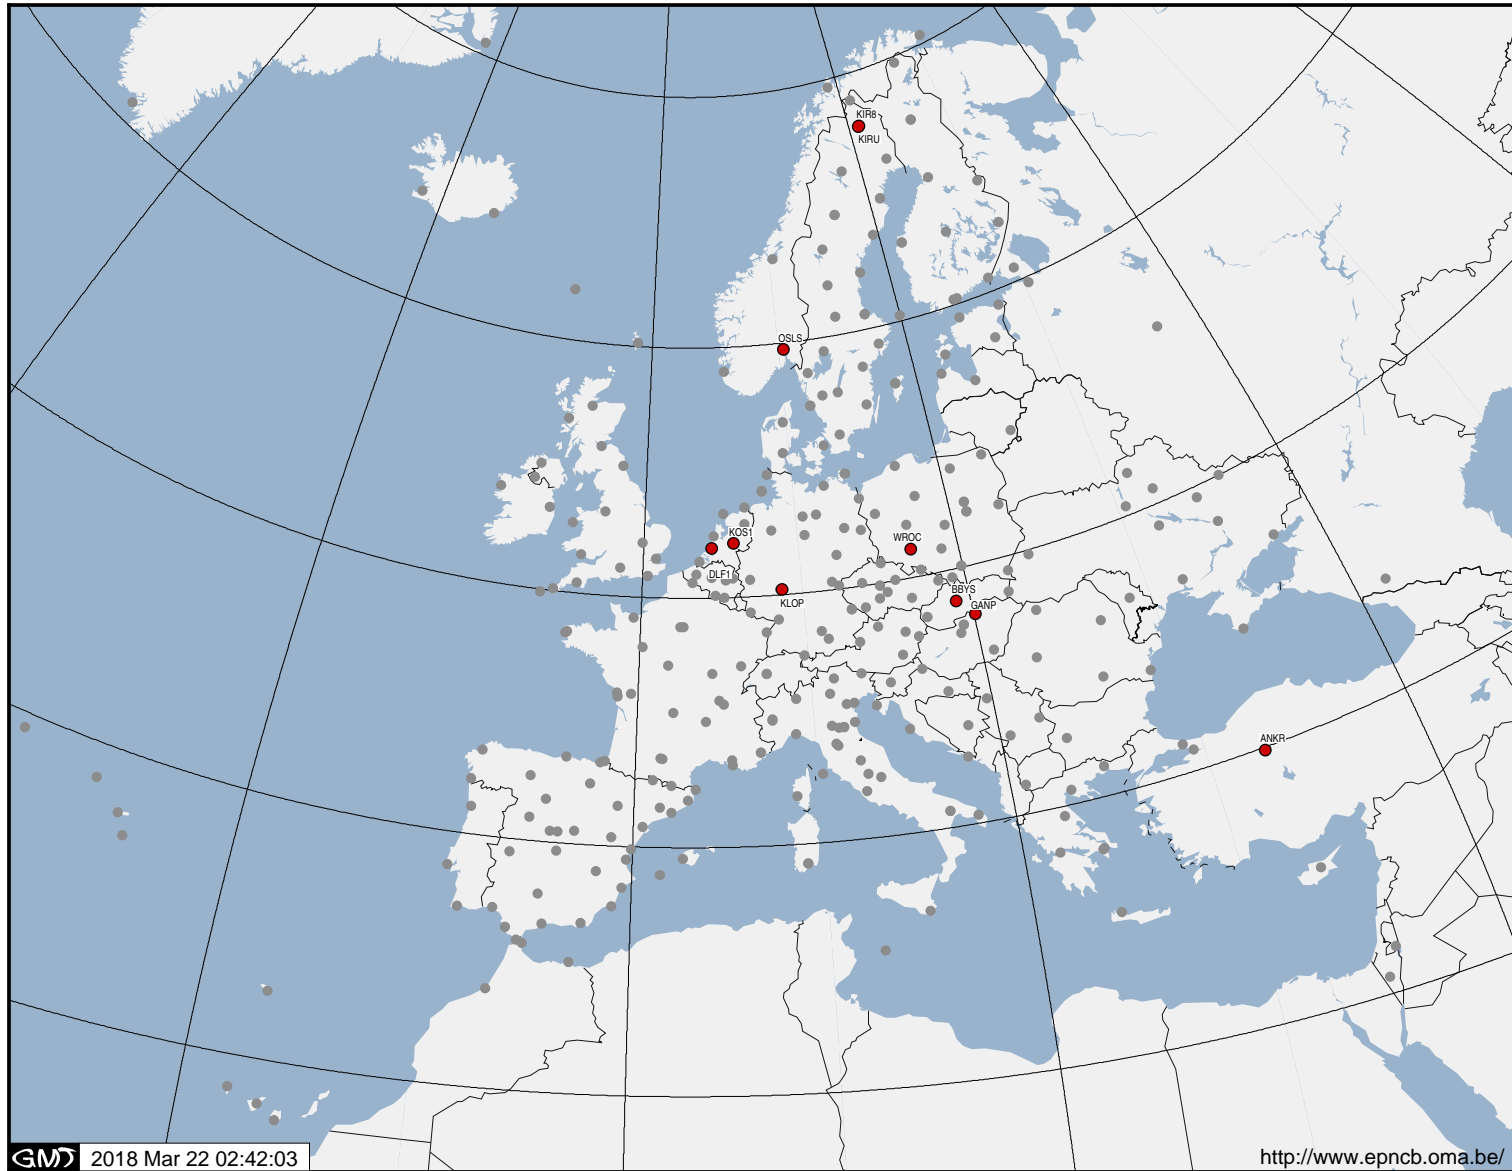 KIR8
KIRU
OSLS
KOS1
WROC
DLF1
BBYS
KLOP
GANP
ANKR
GMT 2018 Mar 22 02:42:03
http://www.epncb.oma.be/